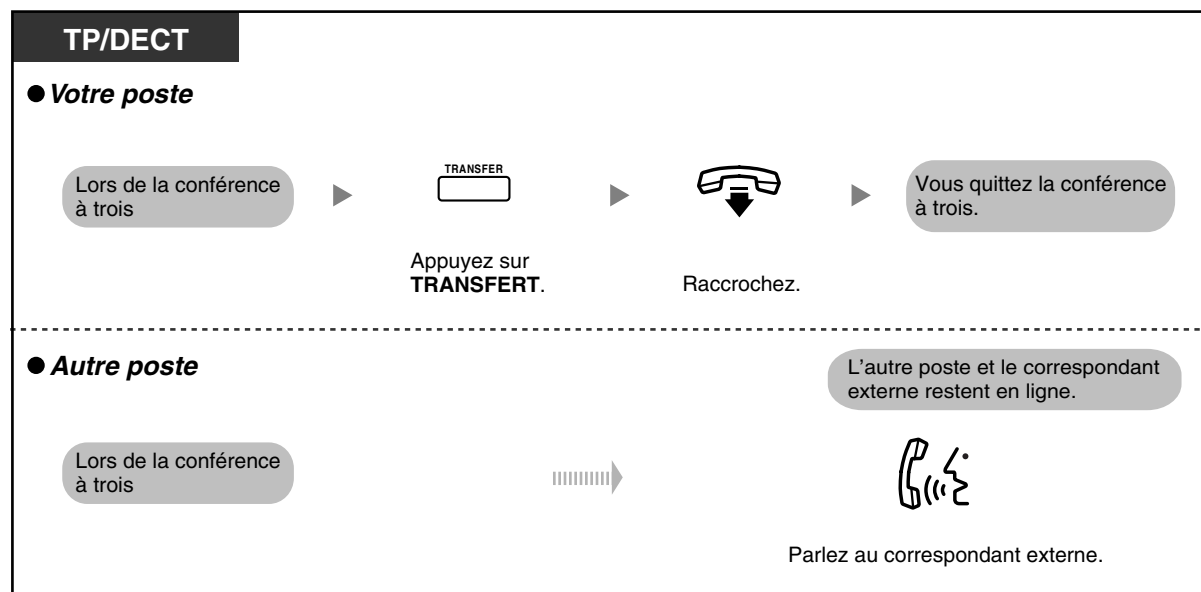 TP/DECT
Votre poste
Lors de la conférence
à trois
TRANSFER
Appuyez sur
TRANSFERT.
Raccrochez.
Vous quittez la conférence
à trois.
Autre poste
Lors de la conférence
à trois
L'autre poste et le correspondant
externe restent en ligne.
Parlez au correspondant externe.